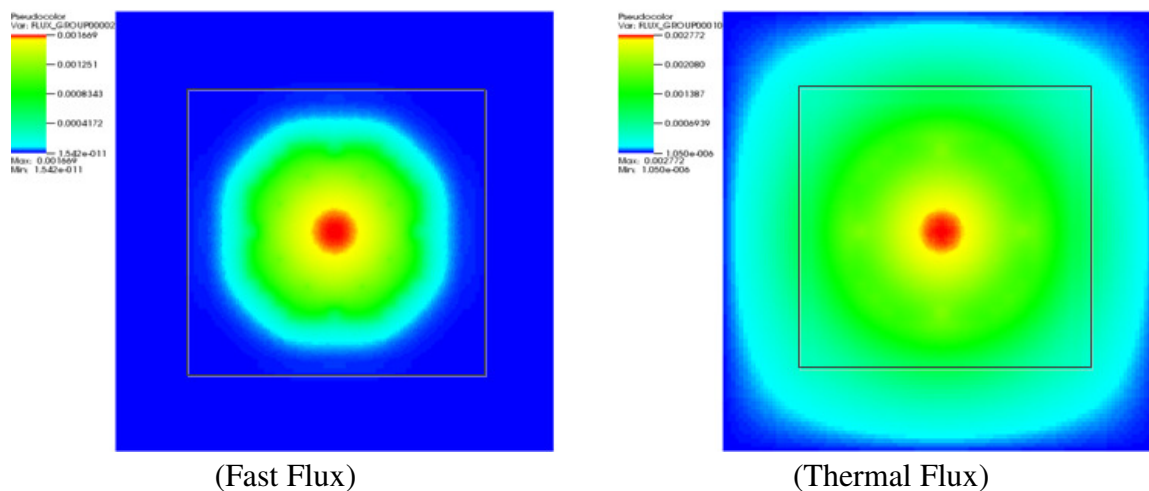 Pseudocolor
Var: FLUX_GROUP00002
0.001669
0.001251
0.0008343
0.0004172
1.542e-011
Max: 0.001669
Min: 1.542e-011
(Fast Flux)
Pseudocolor
Var: FLUX_GROUP00010
0.002772
0.002080
0.001387
0.0006939
1.050e-006
Max: 0.002772
Min: 1.050e-006
(Thermal Flux)